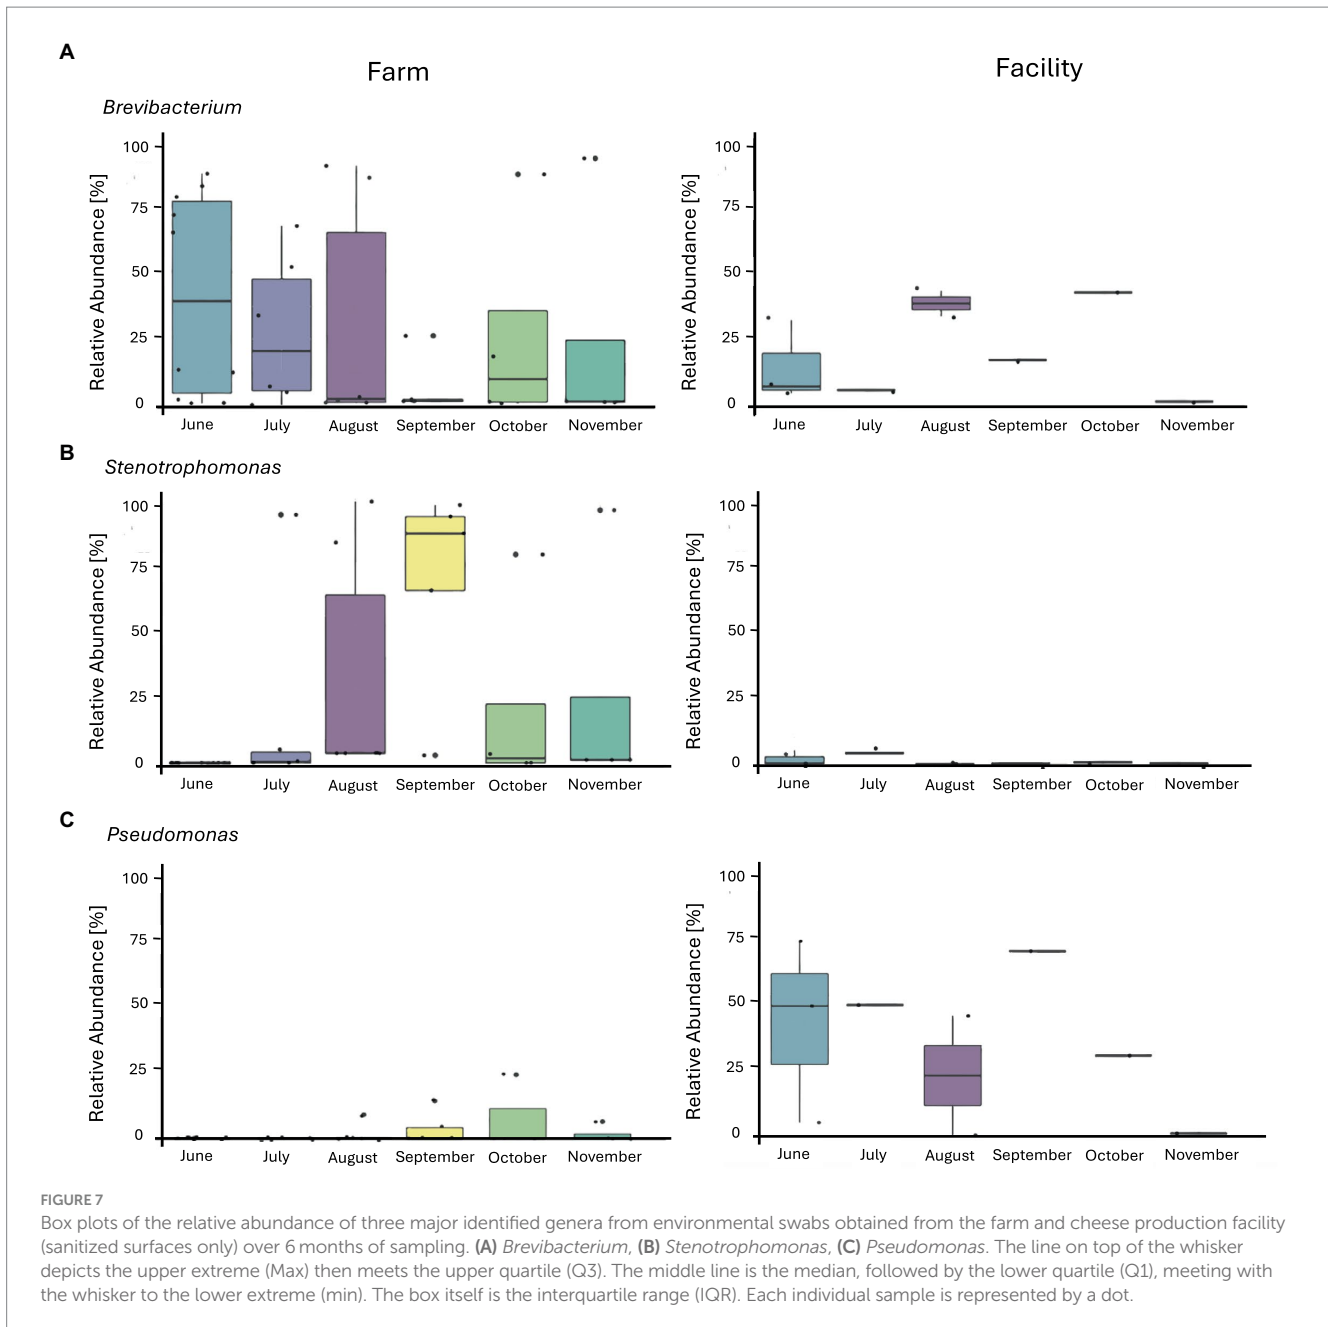 A
Farm
Facility
Brevibacterium
Relative Abundance [%]
100
75
50
25
0
June
July
August
September
October
November
Relative Abundance [%]
100
75
50
25
0
June
July
August
September
October
November
B
Stenotrophomonas
Relative Abundance [%]
100
75
50
25
0
June
July
August
September
October
November
Relative Abundance [%]
100
75
50
25
0
June
July
August
September
October
November
C
Pseudomonas
Relative Abundance [%]
100
75
50
25
0
June
July
August
September
October
November
Relative Abundance [%]
100
75
50
25
0
June
July
August
September
October
November
FIGURE 7
Box plots of the relative abundance of three major identified genera from environmental swabs obtained from the farm and cheese production facility
(sanitized surfaces only) over 6 months of sampling. (A) Brevibacterium, (B) Stenotrophomonas, (C) Pseudomonas. The line on top of the whisker
depicts the upper extreme (Max) then meets the upper quartile (Q3). The middle line is the median, followed by the lower quartile (Q1), meeting with
the whisker to the lower extreme (min). The box itself is the interquartile range (IQR). Each individual sample is represented by a dot.